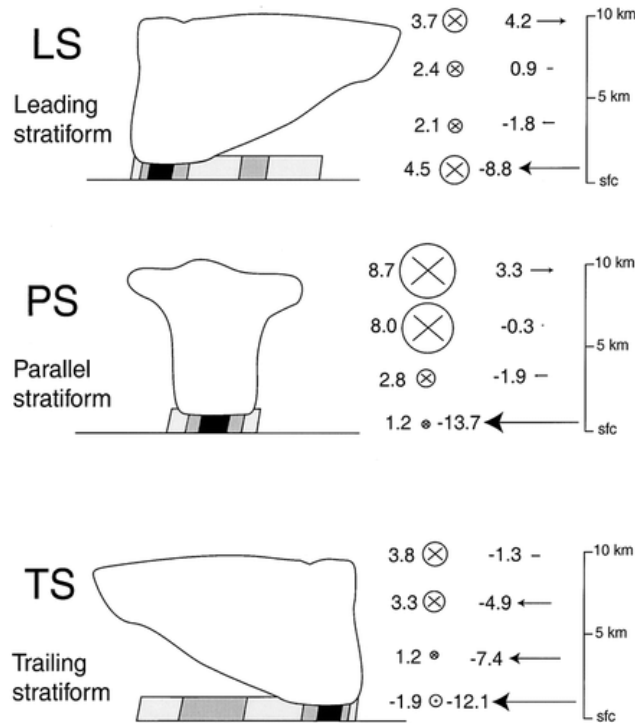 LS
Leading
stratiform
3.7 4.2 10 km
2.4 0.9
5 km
2.1 -1.8
4.5 -8.8
sfc
PS
Parallel
stratiform
8.7 3.3 10 km
8.0 -0.3
5 km
2.8 -1.9
1.2 -13.7
sfc
TS
Trailing
stratiform
3.8 -1.3 10 km
3.3 -4.9
5 km
1.2 -7.4
-1.9 -12.1
sfc